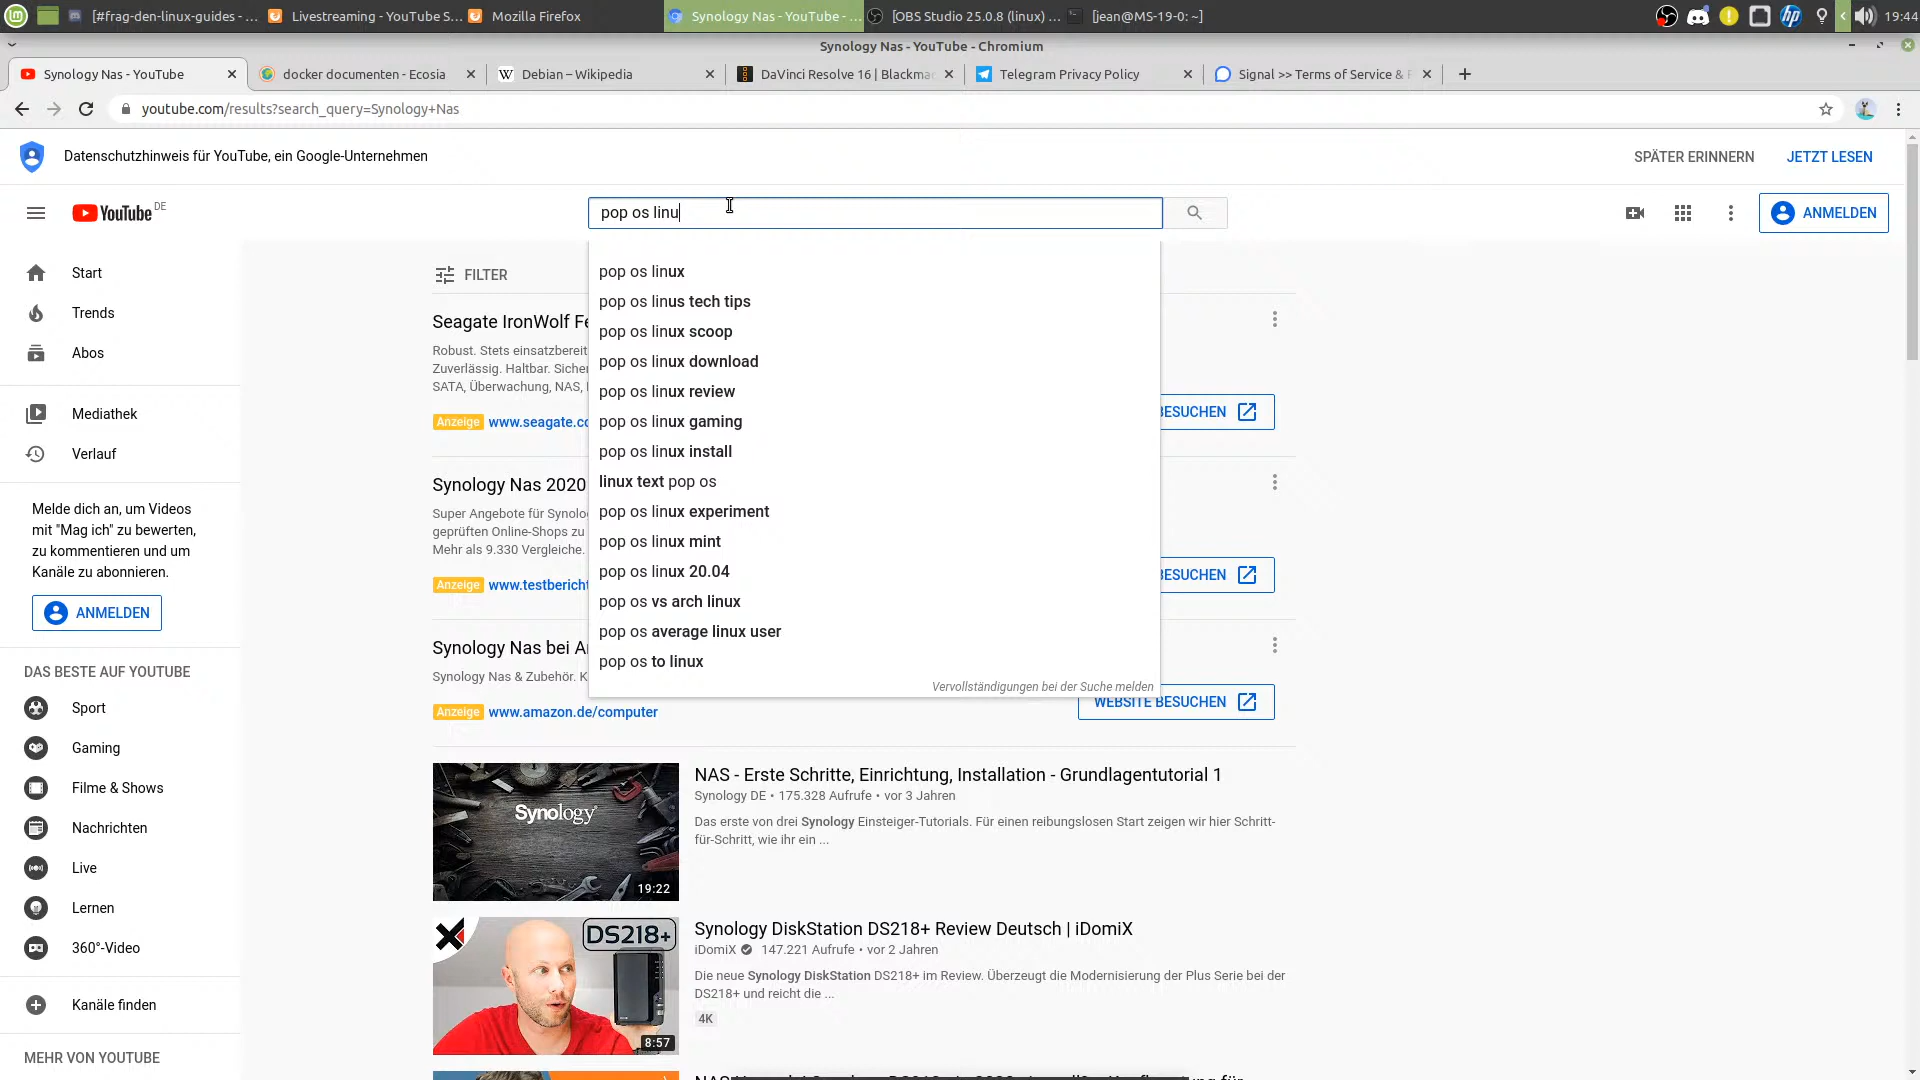 [#frag-den-linux-guides - ...
Livestreaming - YouTube S...
Mozilla Firefox
Synology Nas - YouTube - ...
[OBS Studio 25.0.8 (linux) ...
[jean@MS-19-0: ~]
19:44
Synology Nas - YouTube - Chromium
Synology Nas - YouTube
docker documenten - Ecosia
Debian – Wikipedia
DaVinci Resolve 16 | Blackmag
Telegram Privacy Policy
Signal >> Terms of Service & P
youtube.com/results?search_query=Synology+Nas
Datenschutzhinweis für YouTube, ein Google-Unternehmen
SPÄTER ERINNERN
JETZT LESEN
YouTube DE
pop os linu
ANMELDEN
pop os linux
pop os linus tech tips
pop os linux scoop
pop os linux download
pop os linux review
pop os linux gaming
pop os linux install
linux text pop os
pop os linux experiment
pop os linux mint
pop os linux 20.04
pop os vs arch linux
pop os average linux user
pop os to linux
Vervollständigungen bei der Suche melden
Start
Trends
Abos
Mediathek
Verlauf
Melde dich an, um Videos
mit "Mag ich" zu bewerten,
zu kommentieren und um
Kanäle zu abonnieren.
ANMELDEN
DAS BESTE AUF YOUTUBE
Sport
Gaming
Filme & Shows
Nachrichten
Live
Lernen
360°-Video
Kanäle finden
MEHR VON YOUTUBE
FILTER
Seagate IronWolf Fe
Robust. Stets einsatzbereit
Zuverlässig. Haltbar. Sicher
SATA, Überwachung, NAS,
Anzeige www.seagate.co
BESUCHEN
Synology Nas 2020
Super Angebote für Synolo
geprüften Online-Shops zu
Mehr als 9.330 Vergleiche.
Anzeige www.testbericht
BESUCHEN
Synology Nas bei A
Synology Nas & Zubehör. K
Anzeige www.amazon.de/computer
WEBSITE BESUCHEN
Synology
19:22
NAS - Erste Schritte, Einrichtung, Installation - Grundlagentutorial 1
Synology DE • 175.328 Aufrufe • vor 3 Jahren
Das erste von drei Synology Einsteiger-Tutorials. Für einen reibungslosen Start zeigen wir hier Schritt-
für-Schritt, wie ihr ein ...
DS218+
8:57
Synology DiskStation DS218+ Review Deutsch | iDomiX
iDomiX 147.221 Aufrufe • vor 2 Jahren
Die neue Synology DiskStation DS218+ im Review. Überzeugt die Modernisierung der Plus Serie bei der
DS218+ und reicht die ...
4K